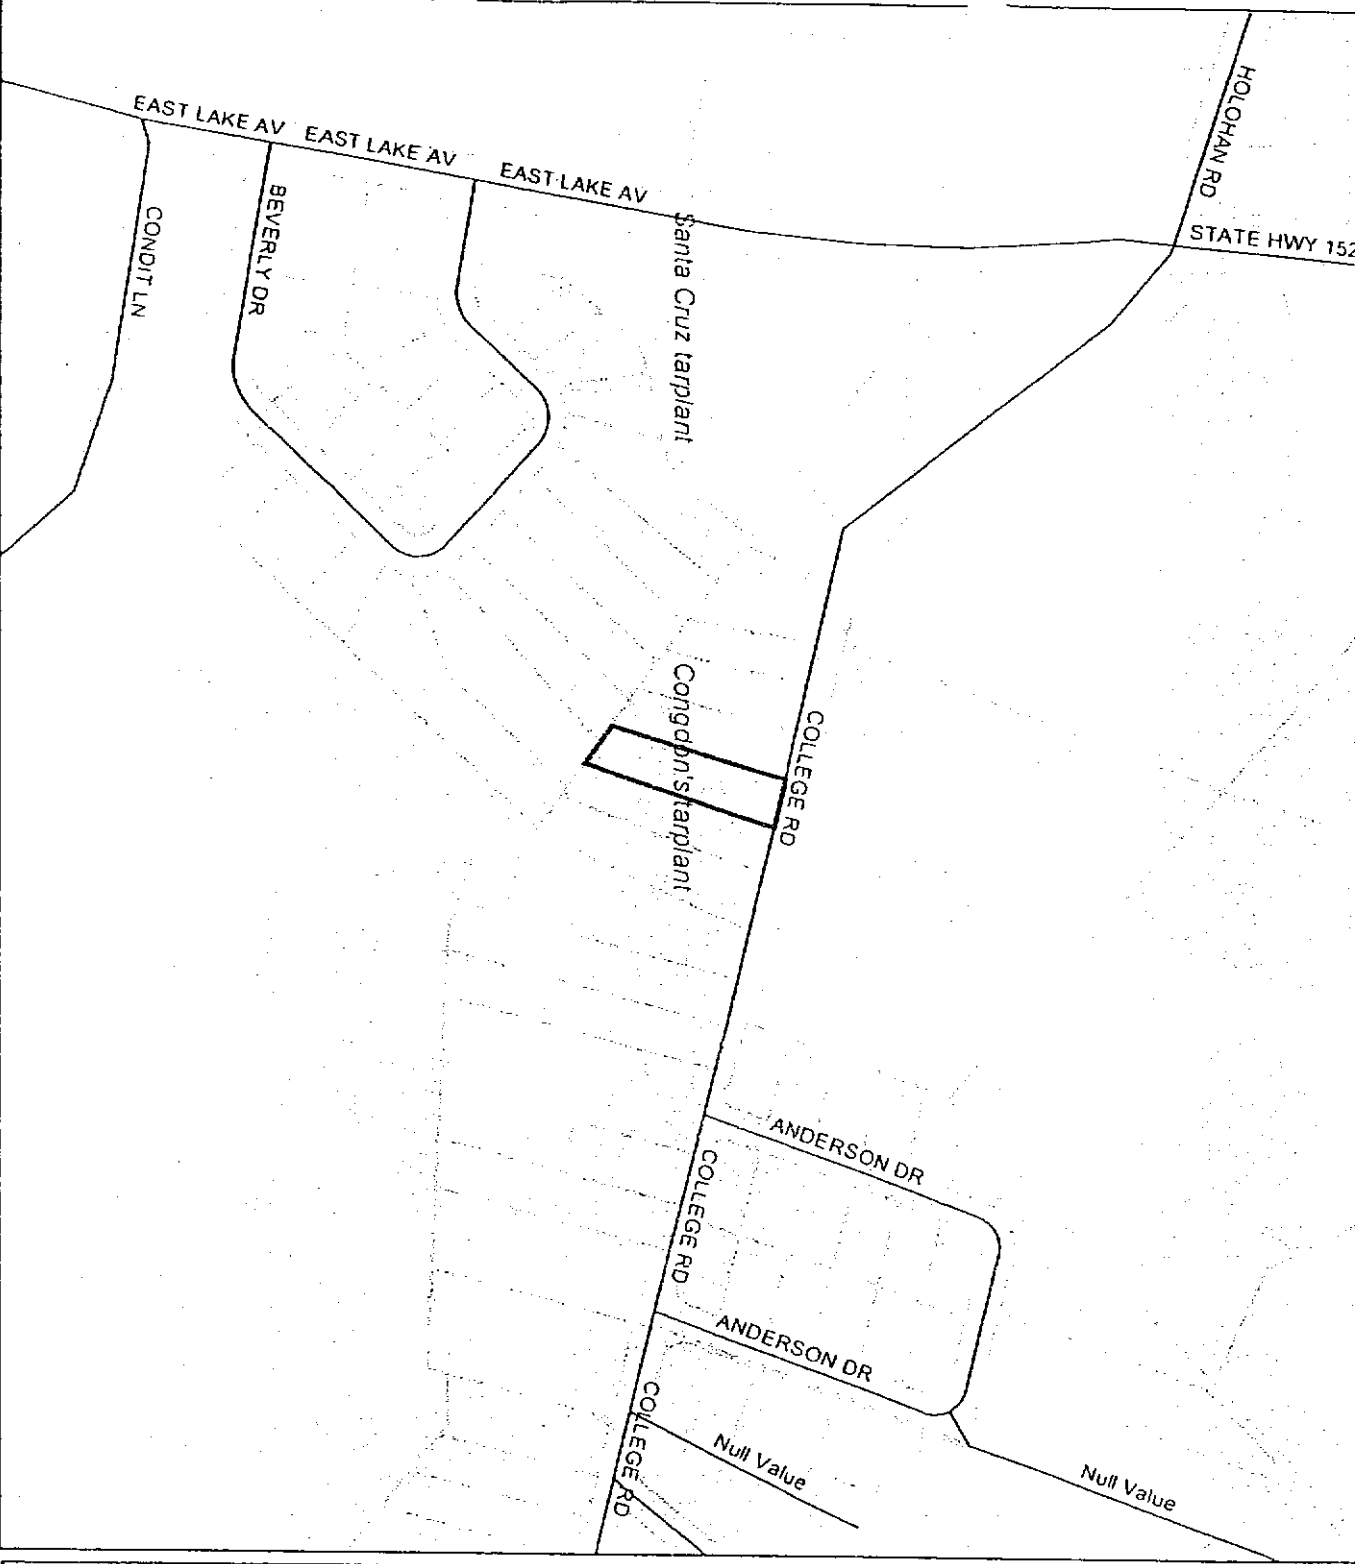 HOLOHAN RD
EAST LAKE AV
EAST LAKE AV
EAST LAKE AV
STATE HWY 152
CONDIT LN
BEVERLY DR
Santa Cruz tarplant
Congdon's tarplant
COLLEGE RD
ANDERSON DR
COLLEGE RD
ANDERSON DR
COLLEGE RD
Null Value
Null Value